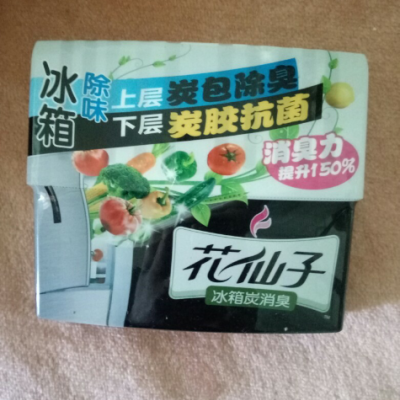 冰箱
除味
上层 炭包除臭
下层 炭胶抗菌
消臭力
提升150%
花仙子
冰箱炭消臭